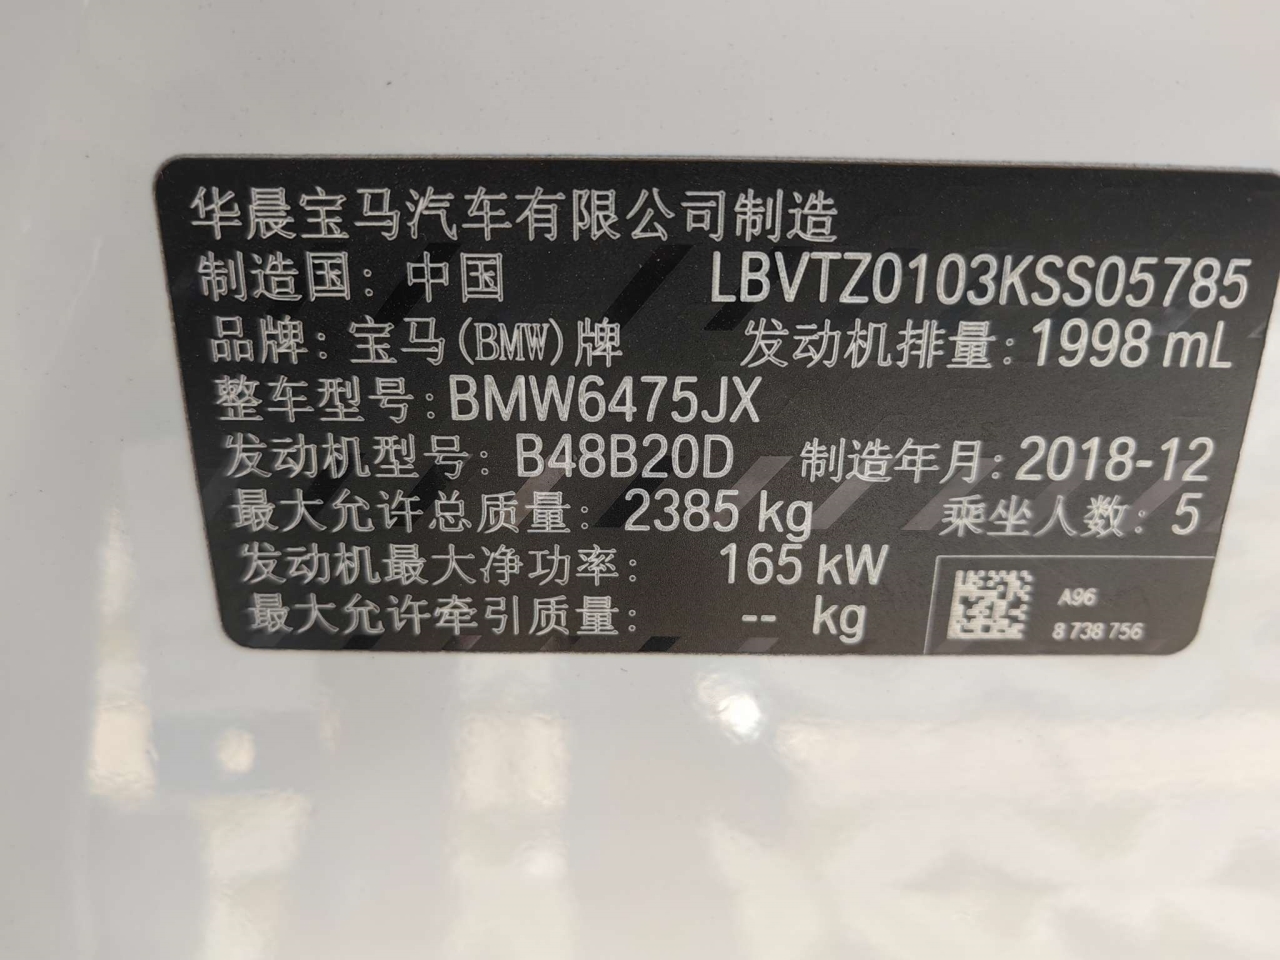 华晨宝马汽车有限公司制造
制造国：中国 LBVTZ0103KSS05785
品牌：宝马(BMW)牌 发动机排量：1998 mL
整车型号：BMW6475JX
发动机型号：B48B20D 制造年月：2018-12
最大允许总质量：2385 kg 乘坐人数：5
发动机最大净功率：165 kW
最大允许牵引质量：-- kg
A96
8 738 756